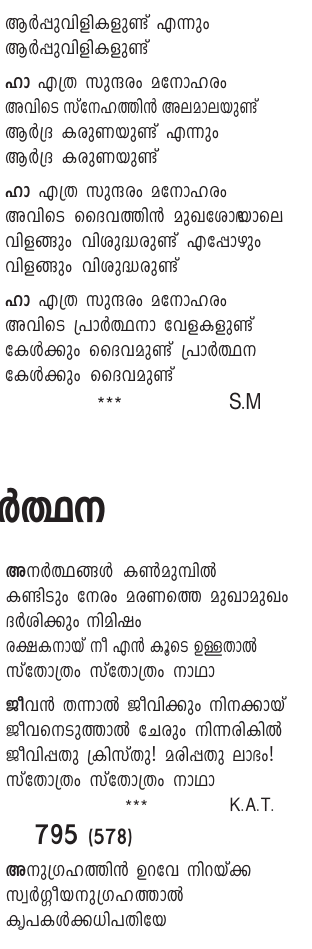 ആർപ്പുവിളികളുണ്ട് എന്നും
ആർപ്പുവിളികളുണ്ട്
ഹാ എത്ര സുന്ദരം മനോഹരം
അവിടെ സ്നേഹത്തിൻ അലമാലയുണ്ട്
ആർദ്ര കരുണയുണ്ട് എന്നും
ആർദ്ര കരുണയുണ്ട്
ഹാ എത്ര സുന്ദരം മനോഹരം
അവിടെ ദൈവത്തിൻ മുഖശോഭയാലെ
വിളങ്ങും വിശുദ്ധരുണ്ട് എപ്പോഴും
വിളങ്ങും വിശുദ്ധരുണ്ട്
ഹാ എത്ര സുന്ദരം മനോഹരം
അവിടെ പ്രാർത്ഥനാ വേളകളുണ്ട്
കേൾക്കും ദൈവമുണ്ട് പ്രാർത്ഥന
കേൾക്കും ദൈവമുണ്ട്
*** S.M
ർത്ഥന
അനർത്ഥങ്ങൾ കൺമുമ്പിൽ
കണ്ടിടും നേരം മരണത്തെ മുഖാമുഖം
ദർശിക്കും നിമിഷം
രക്ഷകനായ് നീ എൻ കൂടെ ഉള്ളതാൽ
സ്തോത്രം സ്തോത്രം നാഥാ
ജീവൻ തന്നാൽ ജീവിക്കും നിനക്കായ്
ജീവനെടുത്താൽ ചേരും നിന്നരികിൽ
ജീവിപ്പതു ക്രിസ്തു! മരിപ്പതു ലാഭം!
സ്തോത്രം സ്തോത്രം നാഥാ
*** K.A.T.
795 (578)
അനുഗ്രഹത്തിൻ ഉറവേ നിറയ്ക്ക
സ്വർഗ്ഗീയനുഗ്രഹത്താൽ
കൃപകൾക്കധിപതിയേ